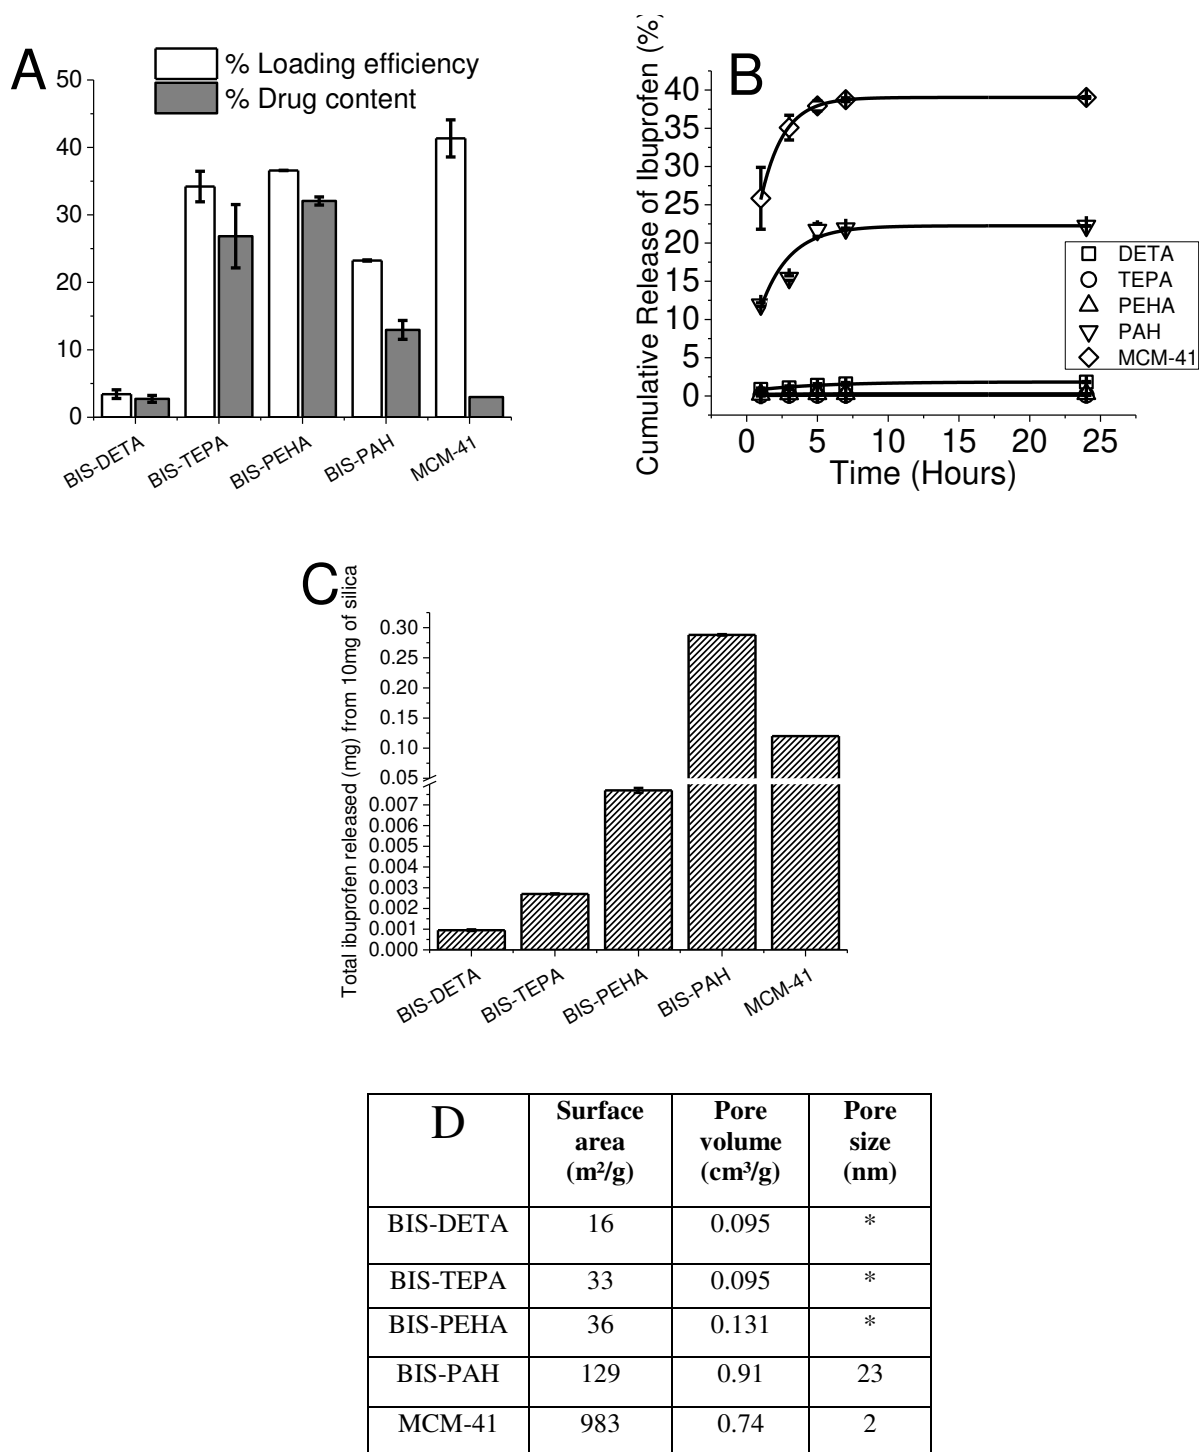 A
% Loading efficiency
% Drug content
50
40
30
20
10
0
BIS-DETA
BIS-TEPA
BIS-PEHA
BIS-PAH
MCM-41
B
Cumulative Release of Ibuprofen (%)
40
35
30
25
20
15
10
5
0
0 5 10 15 20 25
Time (Hours)
DETA
TEPA
PEHA
PAH
MCM-41
C
Total ibuprofen released (mg) from 10mg of silica
0.30
0.25
0.20
0.15
0.10
0.05
0.007
0.006
0.005
0.004
0.003
0.002
0.001
0.000
BIS-DETA
BIS-TEPA
BIS-PEHA
BIS-PAH
MCM-41
D Surface area (m²/g) Pore volume (cm³/g) Pore size (nm)
BIS-DETA 16 0.095 *
BIS-TEPA 33 0.095 *
BIS-PEHA 36 0.131 *
BIS-PAH 129 0.91 23
MCM-41 983 0.74 2